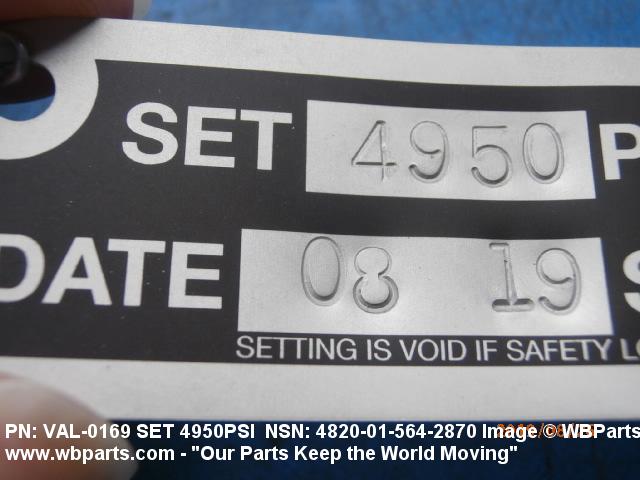 SET 4950 P
DATE 08 19 S
SETTING IS VOID IF SAFETY LO
PN: VAL-0169 SET 4950PSI NSN: 4820-01-564-2870 Image © WBParts
www.wbparts.com - "Our Parts Keep the World Moving"